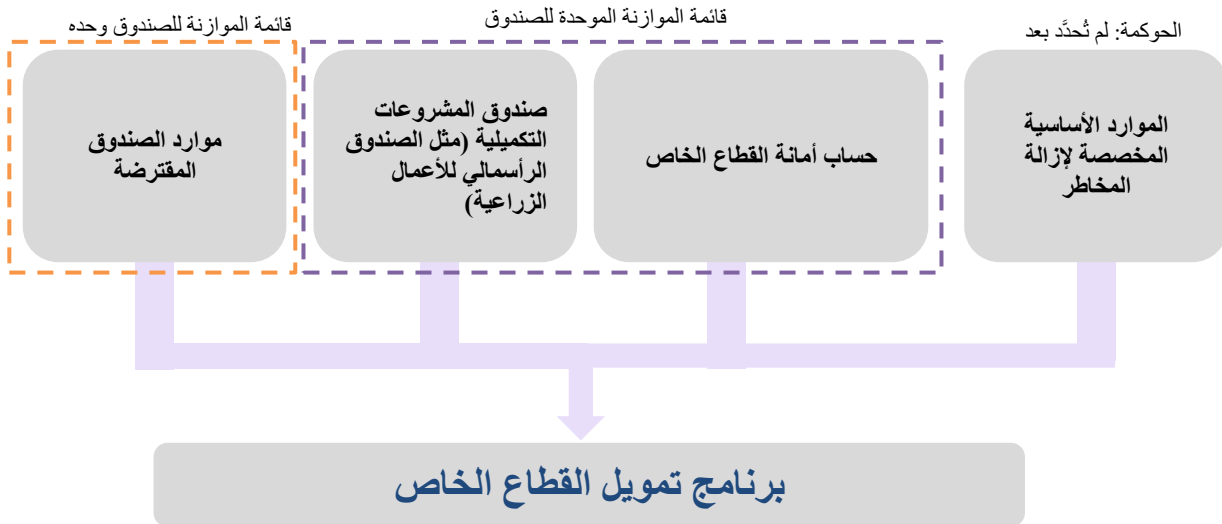 الحوكمة: لم تُحدَّد بعد
قائمة الموازنة الموحدة للصندوق
قائمة الموازنة للصندوق وحده
الموارد الأساسية
المخصصة لإزالة
المخاطر
حساب أمانة القطاع الخاص
صندوق المشروعات
التكميلية (مثل الصندوق
الرأسمالي للأعمال
الزراعية)
موارد الصندوق
المقترضة
برنامج تمويل القطاع الخاص